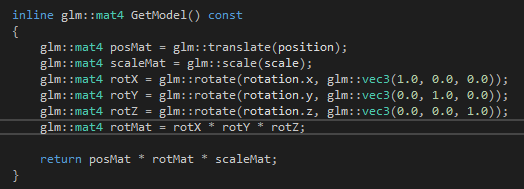 inline glm::mat4 GetModel() const
{
glm::mat4 posMat = glm::translate(position);
glm::mat4 scaleMat = glm::scale(scale);
glm::mat4 rotX = glm::rotate(rotation.x, glm::vec3(1.0, 0.0, 0.0));
glm::mat4 rotY = glm::rotate(rotation.y, glm::vec3(0.0, 1.0, 0.0));
glm::mat4 rotZ = glm::rotate(rotation.z, glm::vec3(0.0, 0.0, 1.0));
glm::mat4 rotMat = rotX * rotY * rotZ;
return posMat * rotMat * scaleMat;
}